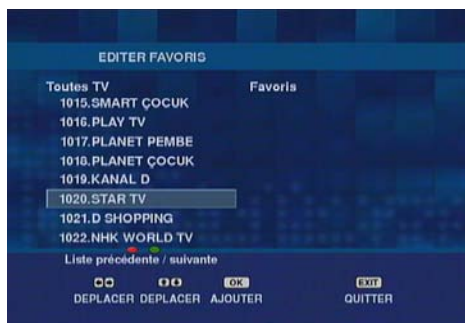 EDITER FAVORIS
Toutes TV Favoris
1015.SMART ÇOCUK
1016.PLAY TV
1017.PLANET PEMBE
1018.PLANET ÇOCUK
1019.KANAL D
1020.STAR TV
1021.D SHOPPING
1022.NHK WORLD TV
Liste précédente / suivante
OK EXIT
DEPLACER DEPLACER AJOUTER QUITTER